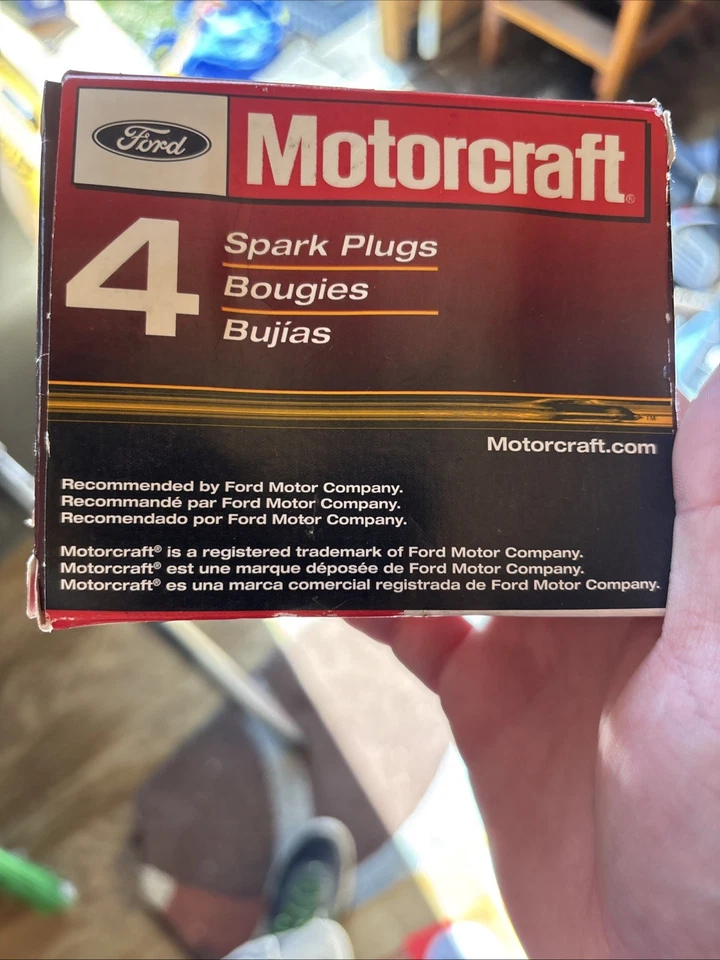 Ford
Motorcraft®
4
Spark Plugs
Bougies
Bujías
TM
Motorcraft.com
Recommended by Ford Motor Company.
Recommandé par Ford Motor Company.
Recomendado por Ford Motor Company.
Motorcraft® is a registered trademark of Ford Motor Company.
Motorcraft® est une marque déposée de Ford Motor Company.
Motorcraft® es una marca comercial registrada de Ford Motor Company.